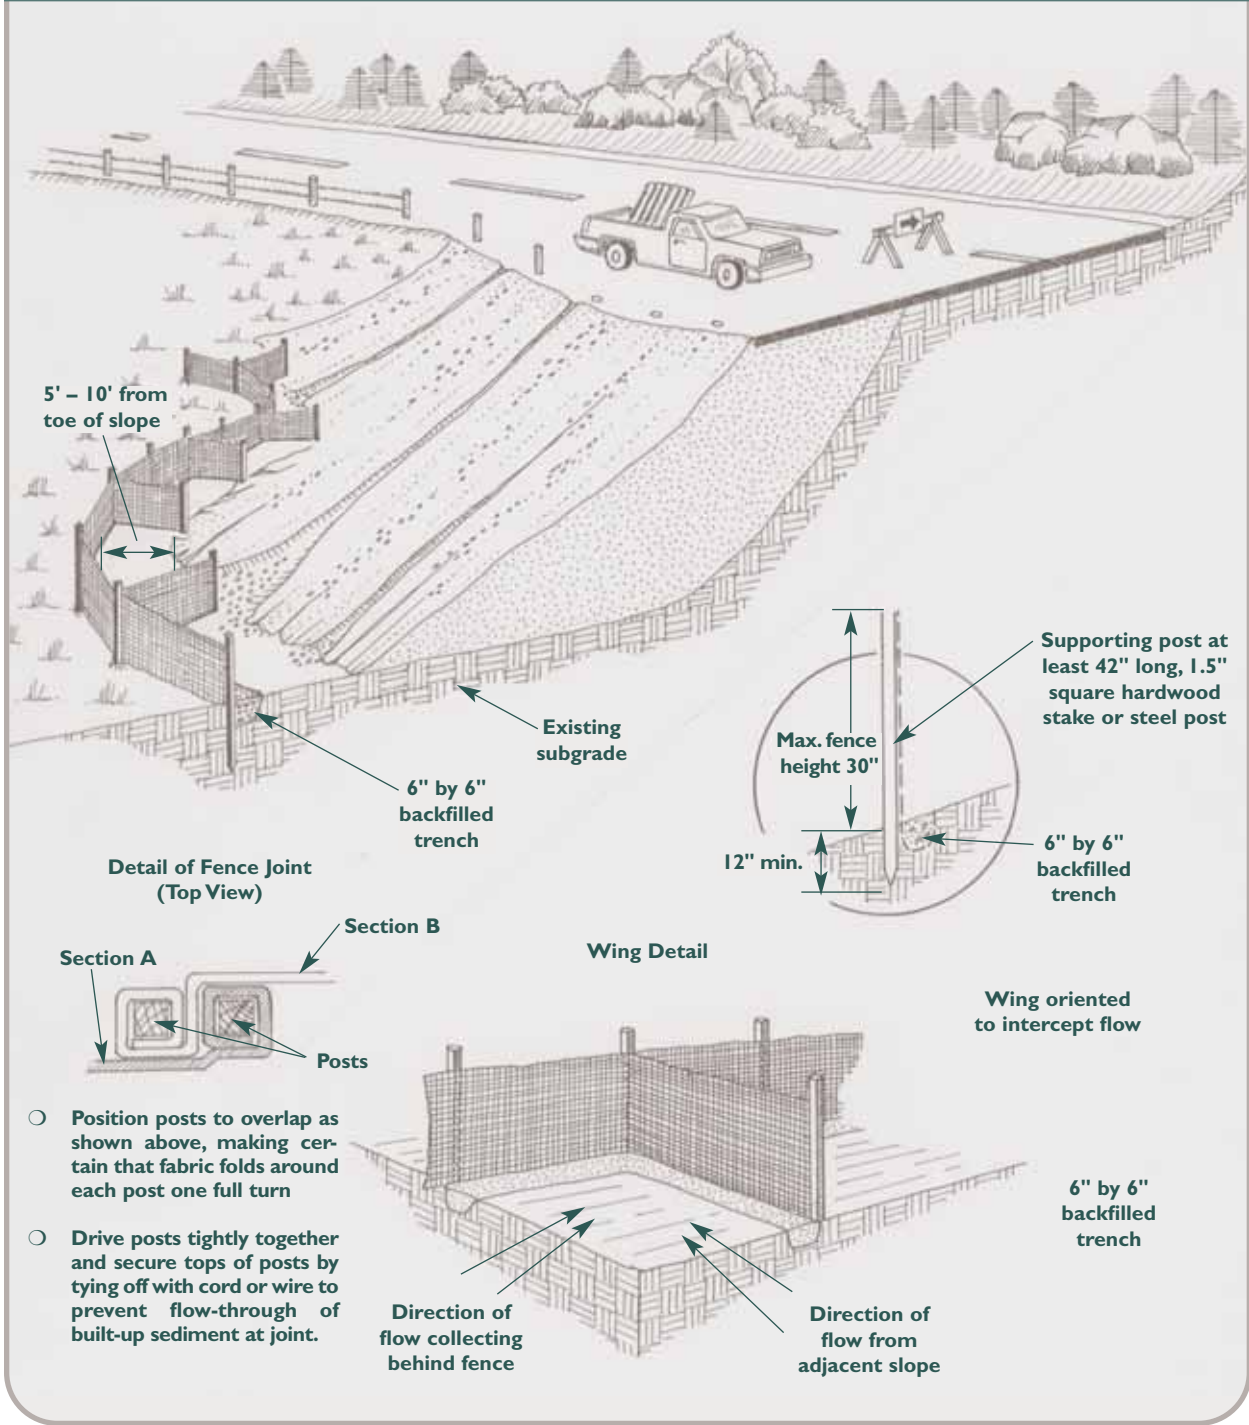 5' – 10' from
toe of slope
Supporting post at
least 42" long, 1.5"
square hardwood
stake or steel post
Existing
subgrade
Max. fence
height 30"
6" by 6"
backfilled
trench
12" min.
6" by 6"
backfilled
trench
Detail of Fence Joint
(Top View)
Section B
Section A
Posts
Wing Detail
Wing oriented
to intercept flow
❍ Position posts to overlap as
shown above, making cer-
tain that fabric folds around
each post one full turn
❍ Drive posts tightly together
and secure tops of posts by
tying off with cord or wire to
prevent flow-through of
built-up sediment at joint.
6" by 6"
backfilled
trench
Direction of
flow collecting
behind fence
Direction of
flow from
adjacent slope